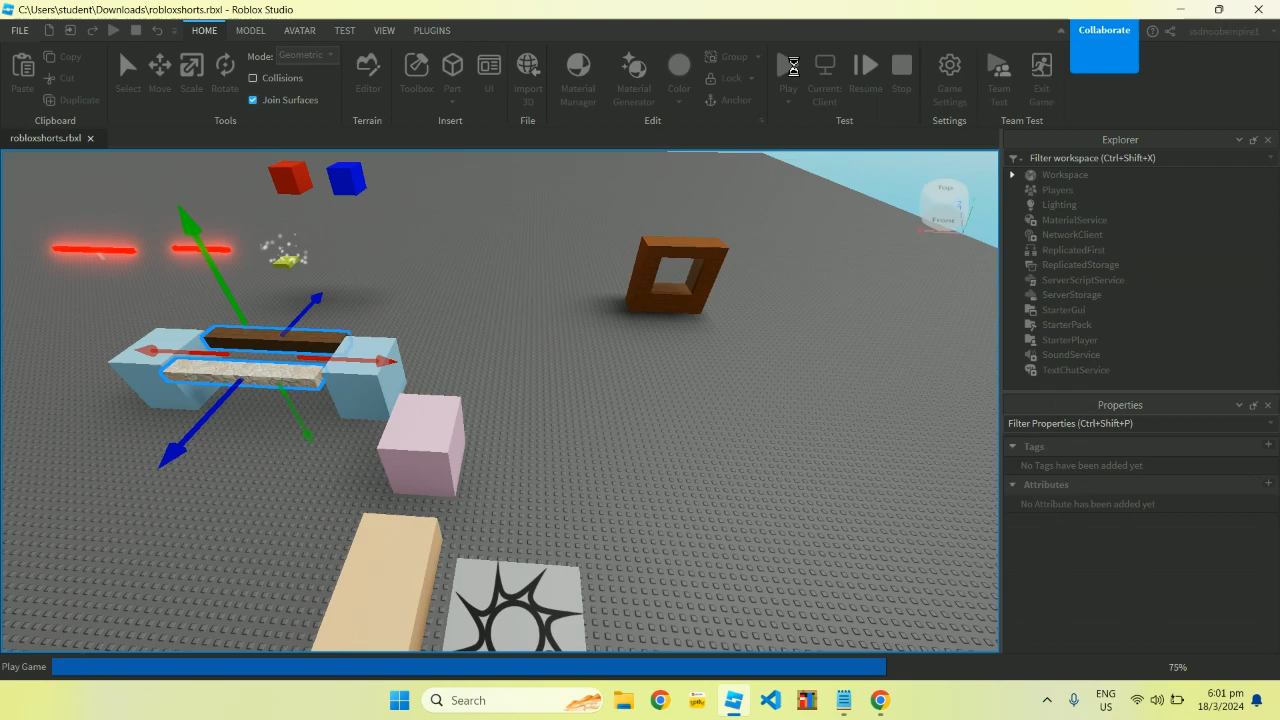 C:\Users\student\Downloads\robloxshorts.rbxl - Roblox Studio
FILE HOME MODEL AVATAR TEST VIEW PLUGINS Collaborate ssdnoobempire1
Paste Copy Cut Duplicate
Select Move Scale Rotate Mode: Geometric Collisions Join Surfaces
Editor
Toolbox Part UI
Import 3D
Material Manager Material Generator Color Group Lock Anchor
Play Current: Client Resume Stop
Game Settings
Team Test Exit Game
Clipboard Tools Terrain Insert File Edit Test Settings Team Test
robloxshorts.rbxl
Top
Front
Explorer
Filter workspace (Ctrl+Shift+X)
Workspace
Players
Lighting
MaterialService
NetworkClient
ReplicatedFirst
ReplicatedStorage
ServerScriptService
ServerStorage
StarterGui
StarterPack
StarterPlayer
SoundService
TextChatService
Properties
Filter Properties (Ctrl+Shift+P)
Tags
No Tags have been added yet
Attributes
No Attribute has been added yet
Play Game 75%
Search
ENG
US
6:01 pm
18/3/2024